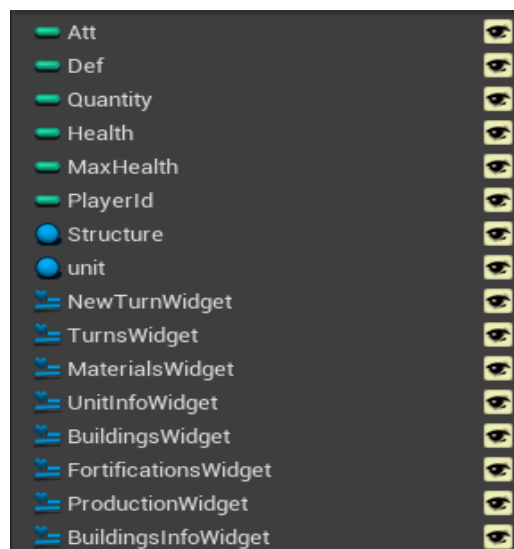 Att
Def
Quantity
Health
MaxHealth
PlayerId
Structure
unit
NewTurnWidget
TurnsWidget
MaterialsWidget
UnitInfoWidget
BuildingsWidget
FortificationsWidget
ProductionWidget
BuildingsInfoWidget